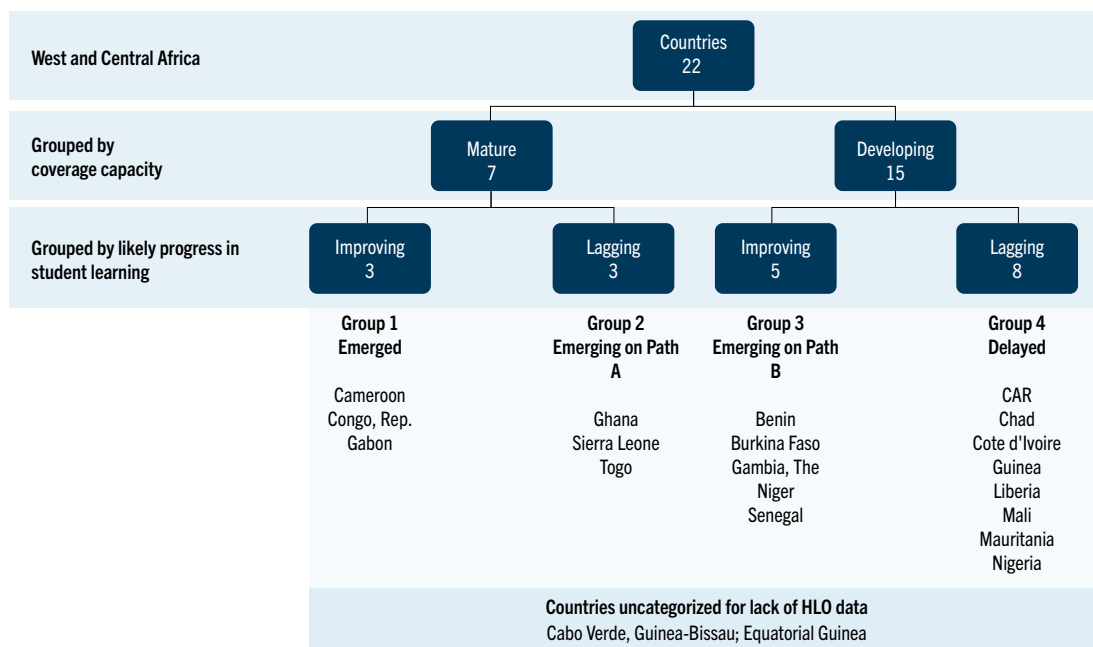 West and Central Africa
Countries
22
Grouped by
coverage capacity
Mature
7
Developing
15
Grouped by likely progress in
student learning
Improving
3
Lagging
3
Improving
5
Lagging
8
Group 1
Emerged
Cameroon
Congo, Rep.
Gabon
Group 2
Emerging on Path
A
Ghana
Sierra Leone
Togo
Group 3
Emerging on Path
B
Benin
Burkina Faso
Gambia, The
Niger
Senegal
Group 4
Delayed
CAR
Chad
Cote d'Ivoire
Guinea
Liberia
Mali
Mauritania
Nigeria
Countries uncategorized for lack of HLO data
Cabo Verde, Guinea-Bissau; Equatorial Guinea